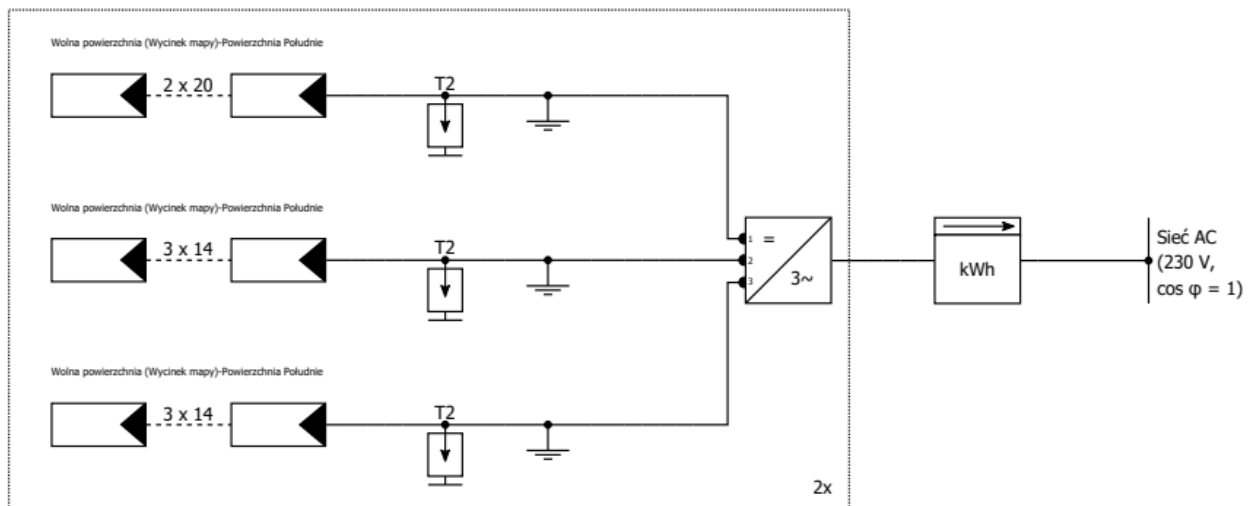 Wolna powierzchnia (Wycinek mapy)-Powierzchnia Południe
2 x 20
T2
Wolna powierzchnia (Wycinek mapy)-Powierzchnia Południe
3 x 14
T2
1
=
2
3
3~
kWh
Sieć AC
(230 V,
cos φ = 1)
Wolna powierzchnia (Wycinek mapy)-Powierzchnia Południe
3 x 14
T2
2x